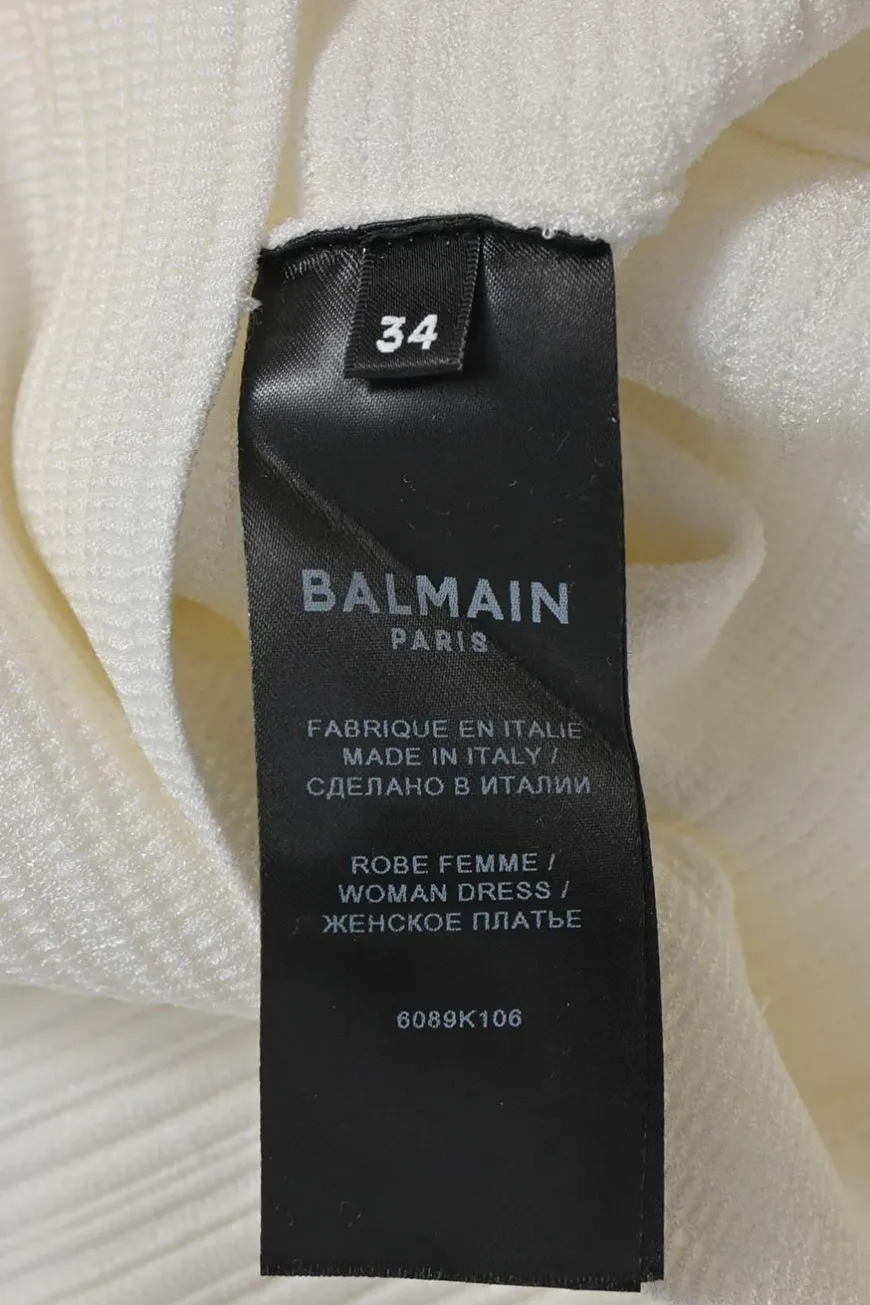 34
BALMAIN
PARIS
FABRIQUE EN ITALIE
MADE IN ITALY /
СДЕЛАНО В ИТАЛИИ
ROBE FEMME /
WOMAN DRESS /
ЖЕНСКОЕ ПЛАТЬЕ
6089K106